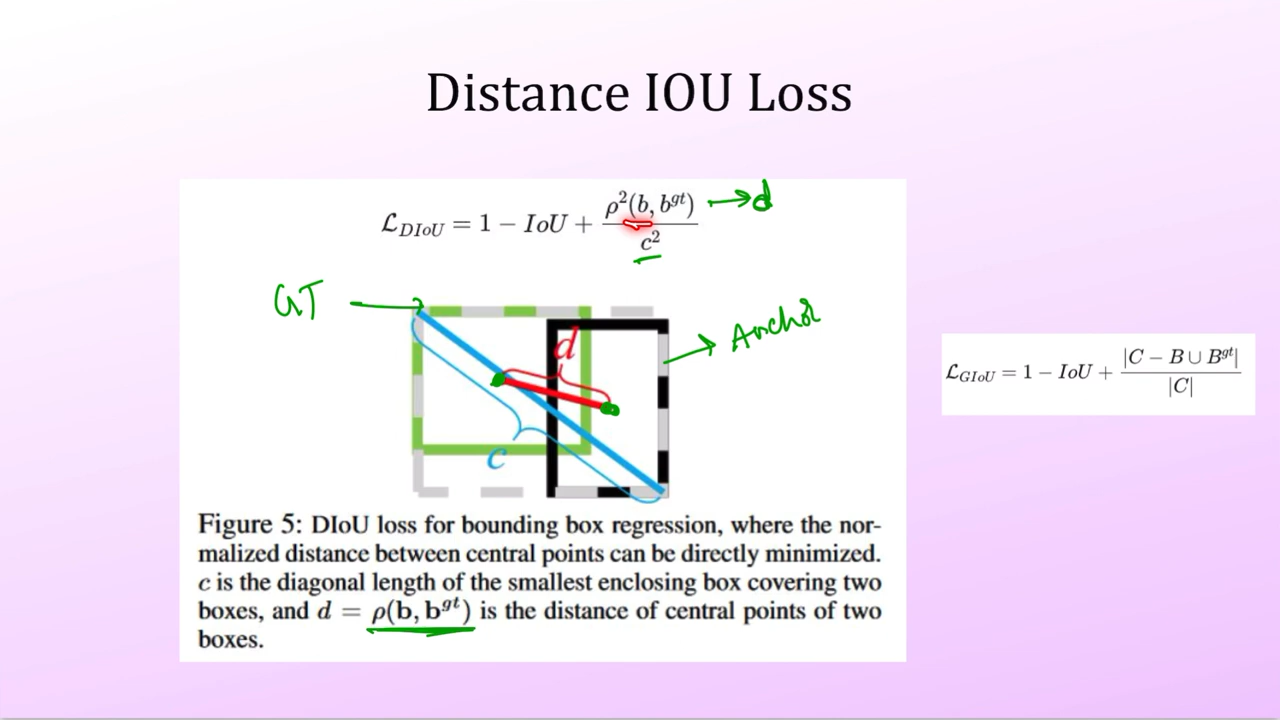 Distance IOU Loss
ℒ_DIoU = 1 − IoU + ρ²(b, b^gt) / c²
→ d
GT
Anchor
d
c
ℒ_GIoU = 1 − IoU + |C − B ∪ B^gt| / |C|
Figure 5: DIoU loss for bounding box regression, where the nor-
malized distance between central points can be directly minimized.
c is the diagonal length of the smallest enclosing box covering two
boxes, and d = ρ(b, b^gt) is the distance of central points of two
boxes.